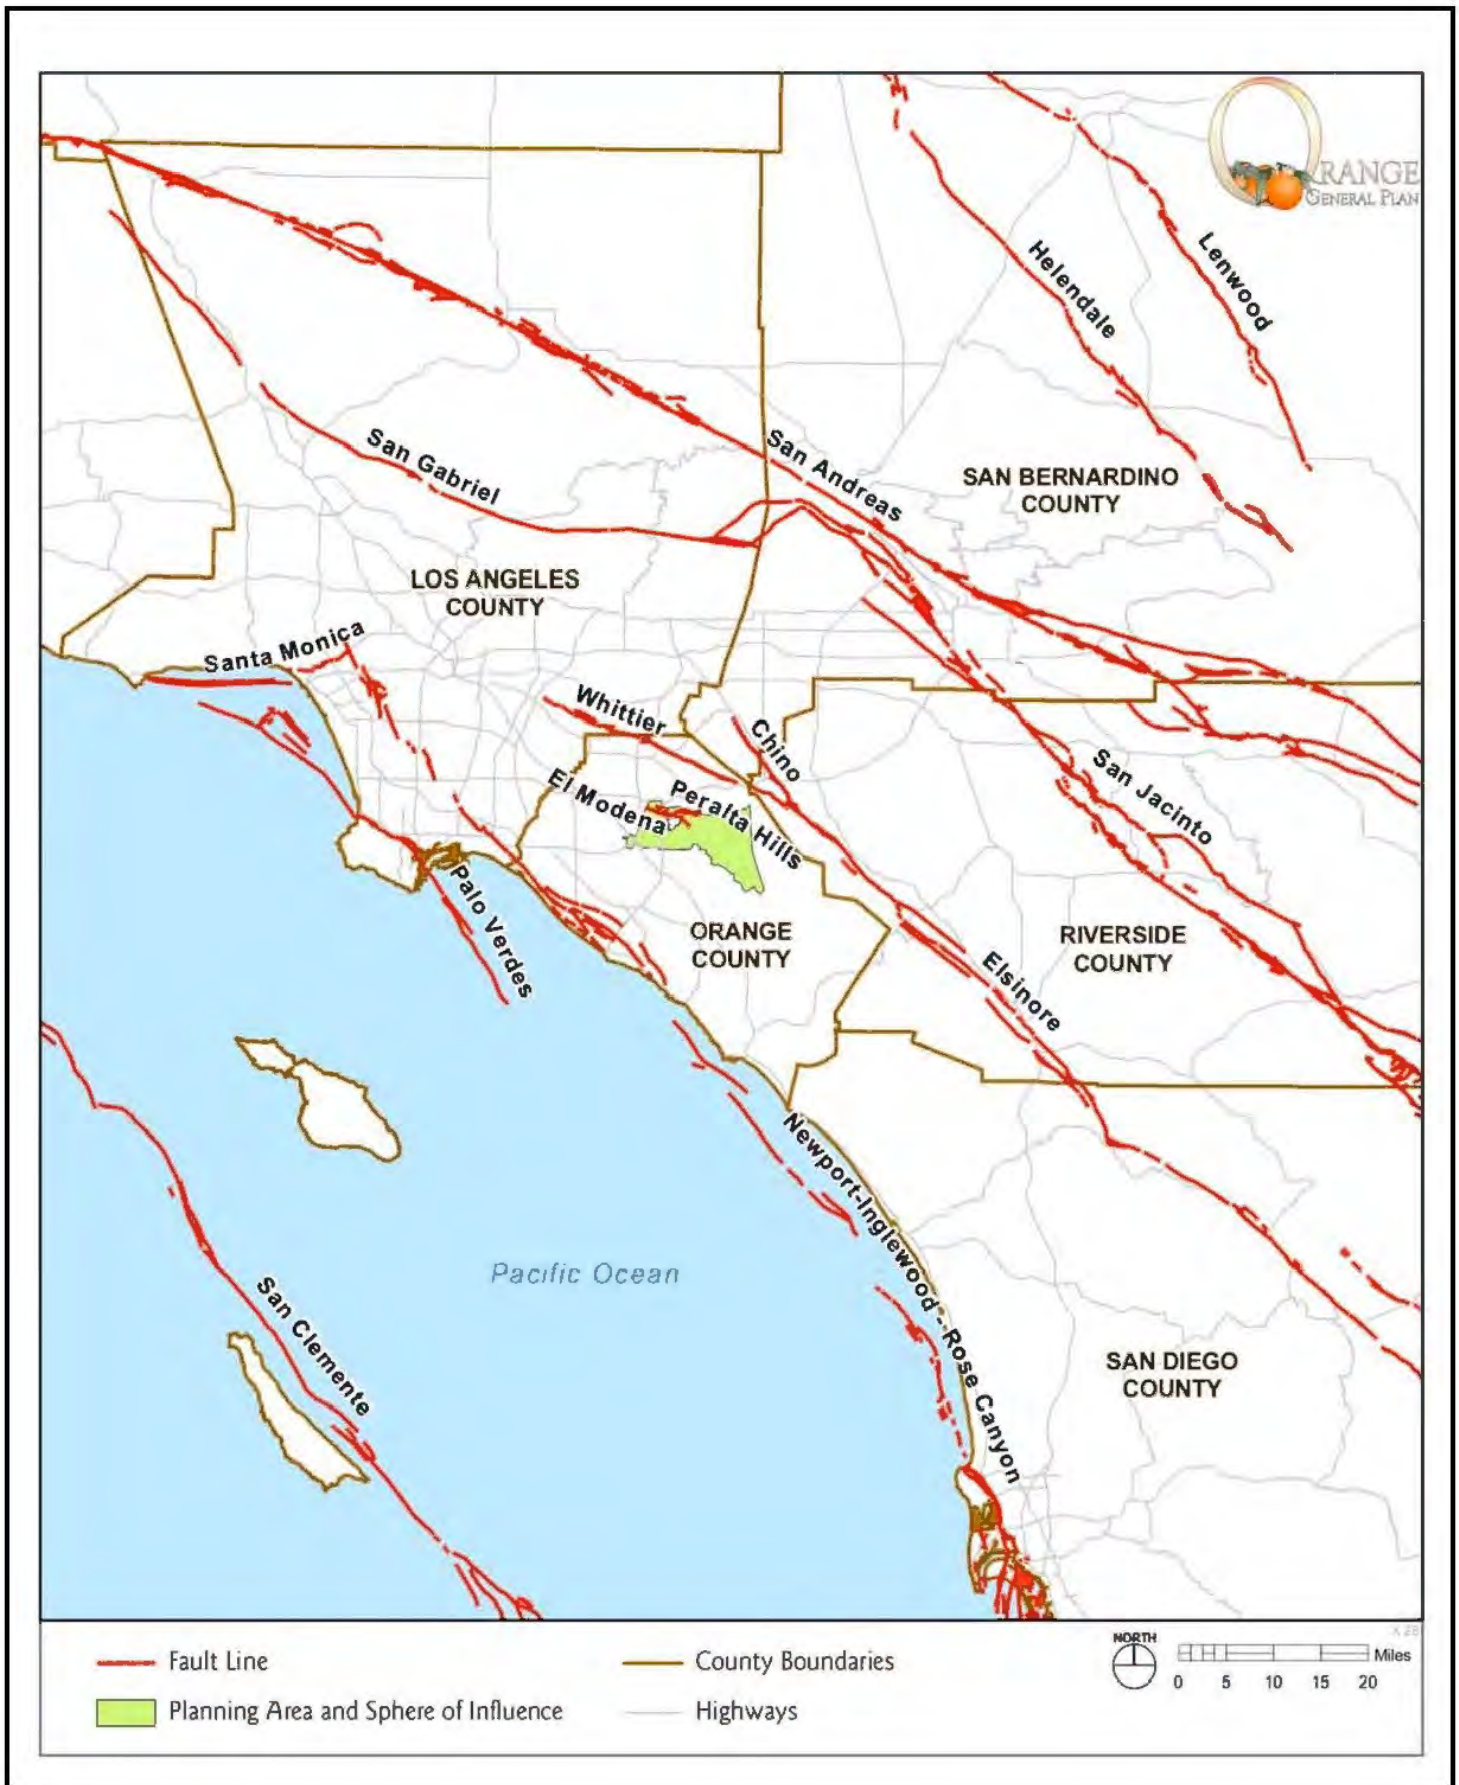 ORANGE
GENERAL PLAN
Lenwood
Helendale
San Gabriel
San Andreas
SAN BERNARDINO
COUNTY
LOS ANGELES
COUNTY
Santa Monica
Whittier
Chino
El Modena
Peralta Hills
San Jacinto
Palo Verdes
ORANGE
COUNTY
RIVERSIDE
COUNTY
Elsinore
Newport-Inglewood - Rose Canyon
Pacific Ocean
San Clemente
SAN DIEGO
COUNTY
Fault Line
County Boundaries
Planning Area and Sphere of Influence
Highways
NORTH
Miles
0 5 10 15 20